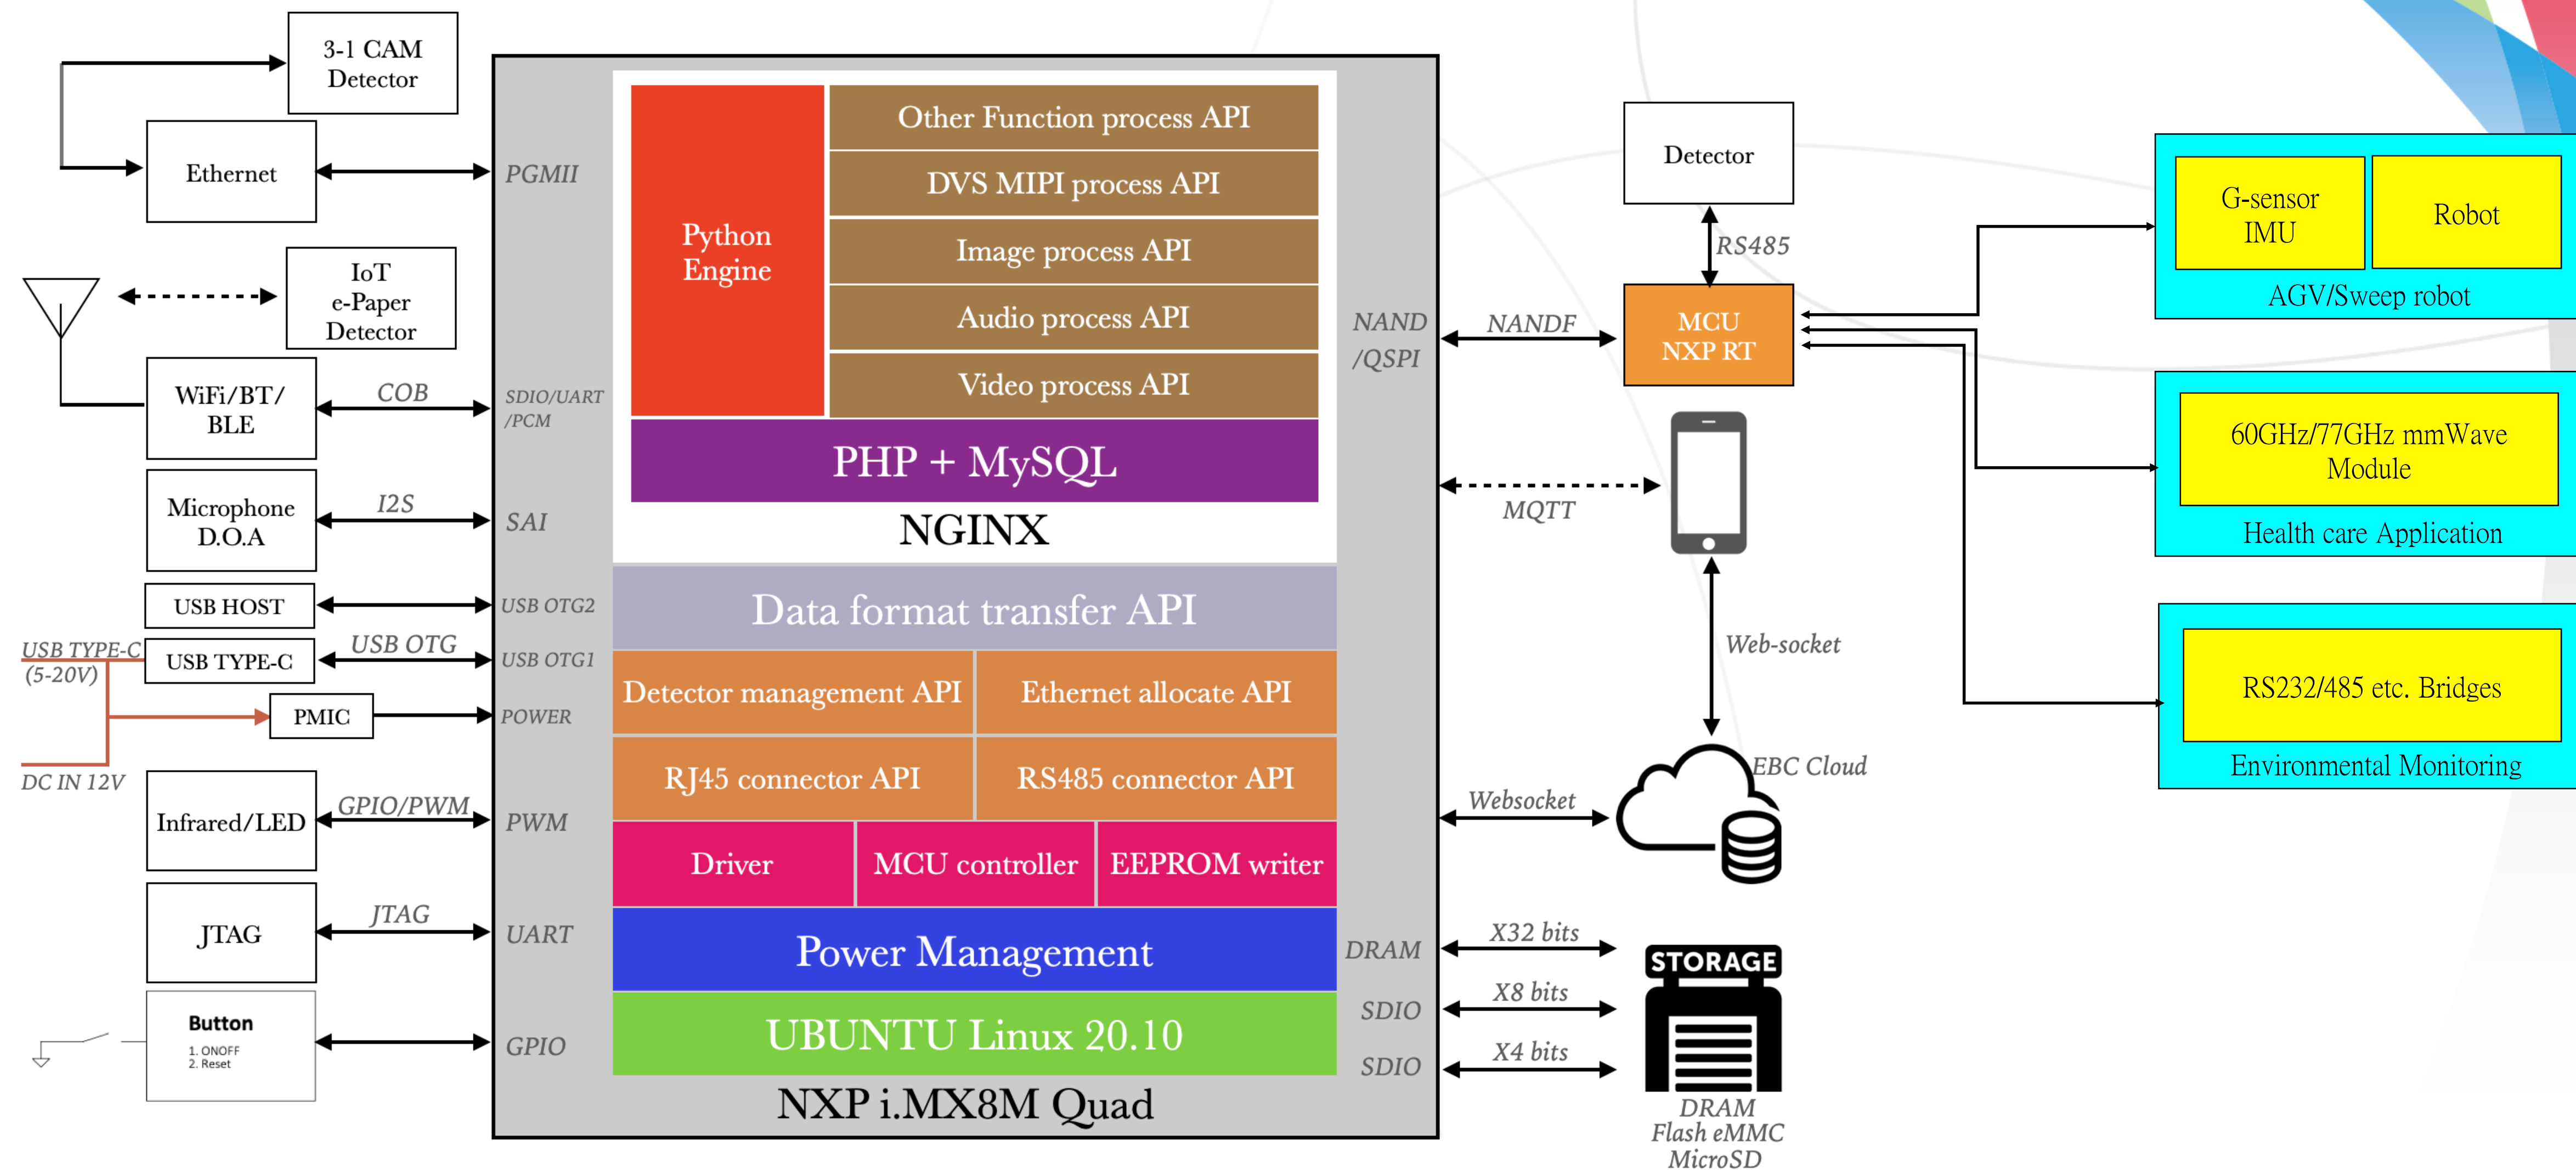 3-1 CAM
Detector
Ethernet
PGMII
IoT
e-Paper
Detector
WiFi/BT/
BLE
COB
SDIO/UART
/PCM
Microphone
D.O.A
I2S
SAI
USB HOST
USB OTG2
USB TYPE-C
(5-20V)
USB TYPE-C
USB OTG
USB OTG1
PMIC
POWER
DC IN 12V
Infrared/LED
GPIO/PWM
PWM
JTAG
JTAG
UART
Button
1. ONOFF
2. Reset
GPIO
Python
Engine
Other Function process API
DVS MIPI process API
Image process API
Audio process API
Video process API
PHP + MySQL
NGINX
Data format transfer API
Detector management API
Ethernet allocate API
RJ45 connector API
RS485 connector API
Driver
MCU controller
EEPROM writer
Power Management
UBUNTU Linux 20.10
NXP i.MX8M Quad
NAND
/QSPI
NANDF
DRAM
SDIO
SDIO
Detector
RS485
MCU
NXP RT
MQTT
Web-socket
EBC Cloud
Websocket
X32 bits
X8 bits
X4 bits
STORAGE
DRAM
Flash eMMC
MicroSD
G-sensor
IMU
Robot
AGV/Sweep robot
60GHz/77GHz mmWave
Module
Health care Application
RS232/485 etc. Bridges
Environmental Monitoring